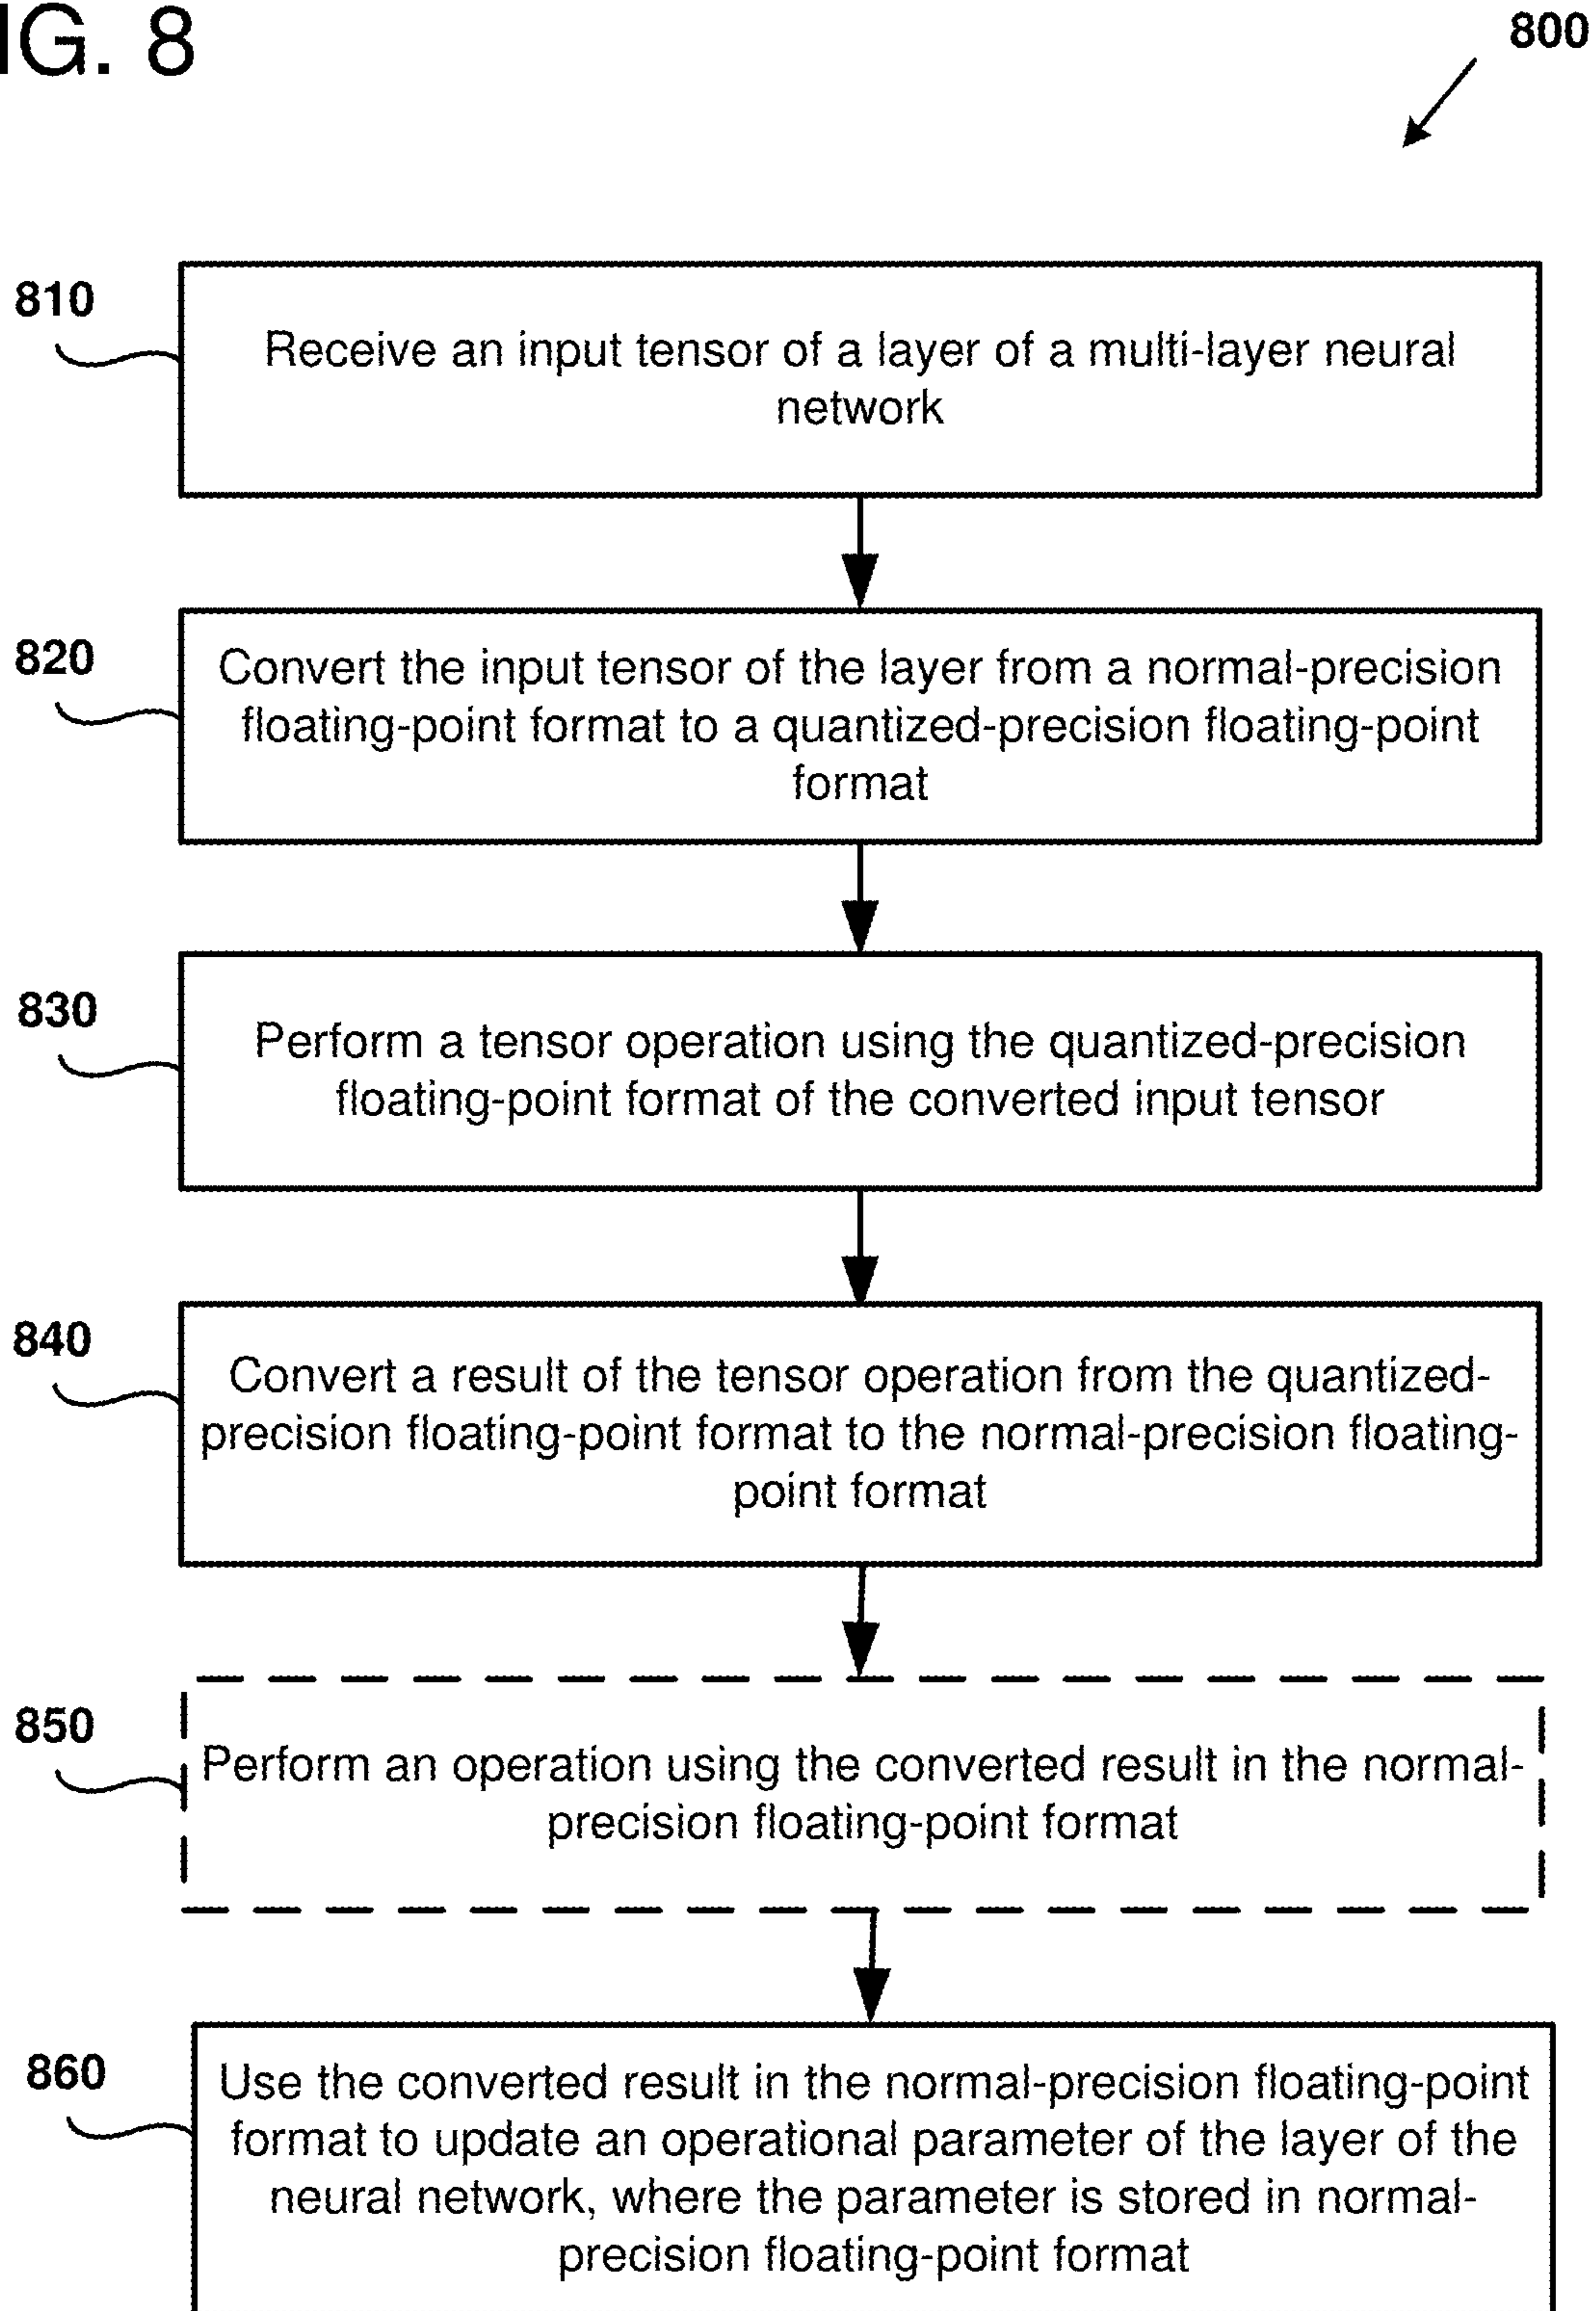 IG. 8
800
810
Receive an input tensor of a layer of a multi-layer neural
network
820
Convert the input tensor of the layer from a normal-precision
floating-point format to a quantized-precision floating-point
format
830
Perform a tensor operation using the quantized-precision
floating-point format of the converted input tensor
840
Convert a result of the tensor operation from the quantized-
precision floating-point format to the normal-precision floating-
point format
850
Perform an operation using the converted result in the normal-
precision floating-point format
860
Use the converted result in the normal-precision floating-point
format to update an operational parameter of the layer of the
neural network, where the parameter is stored in normal-
precision floating-point format